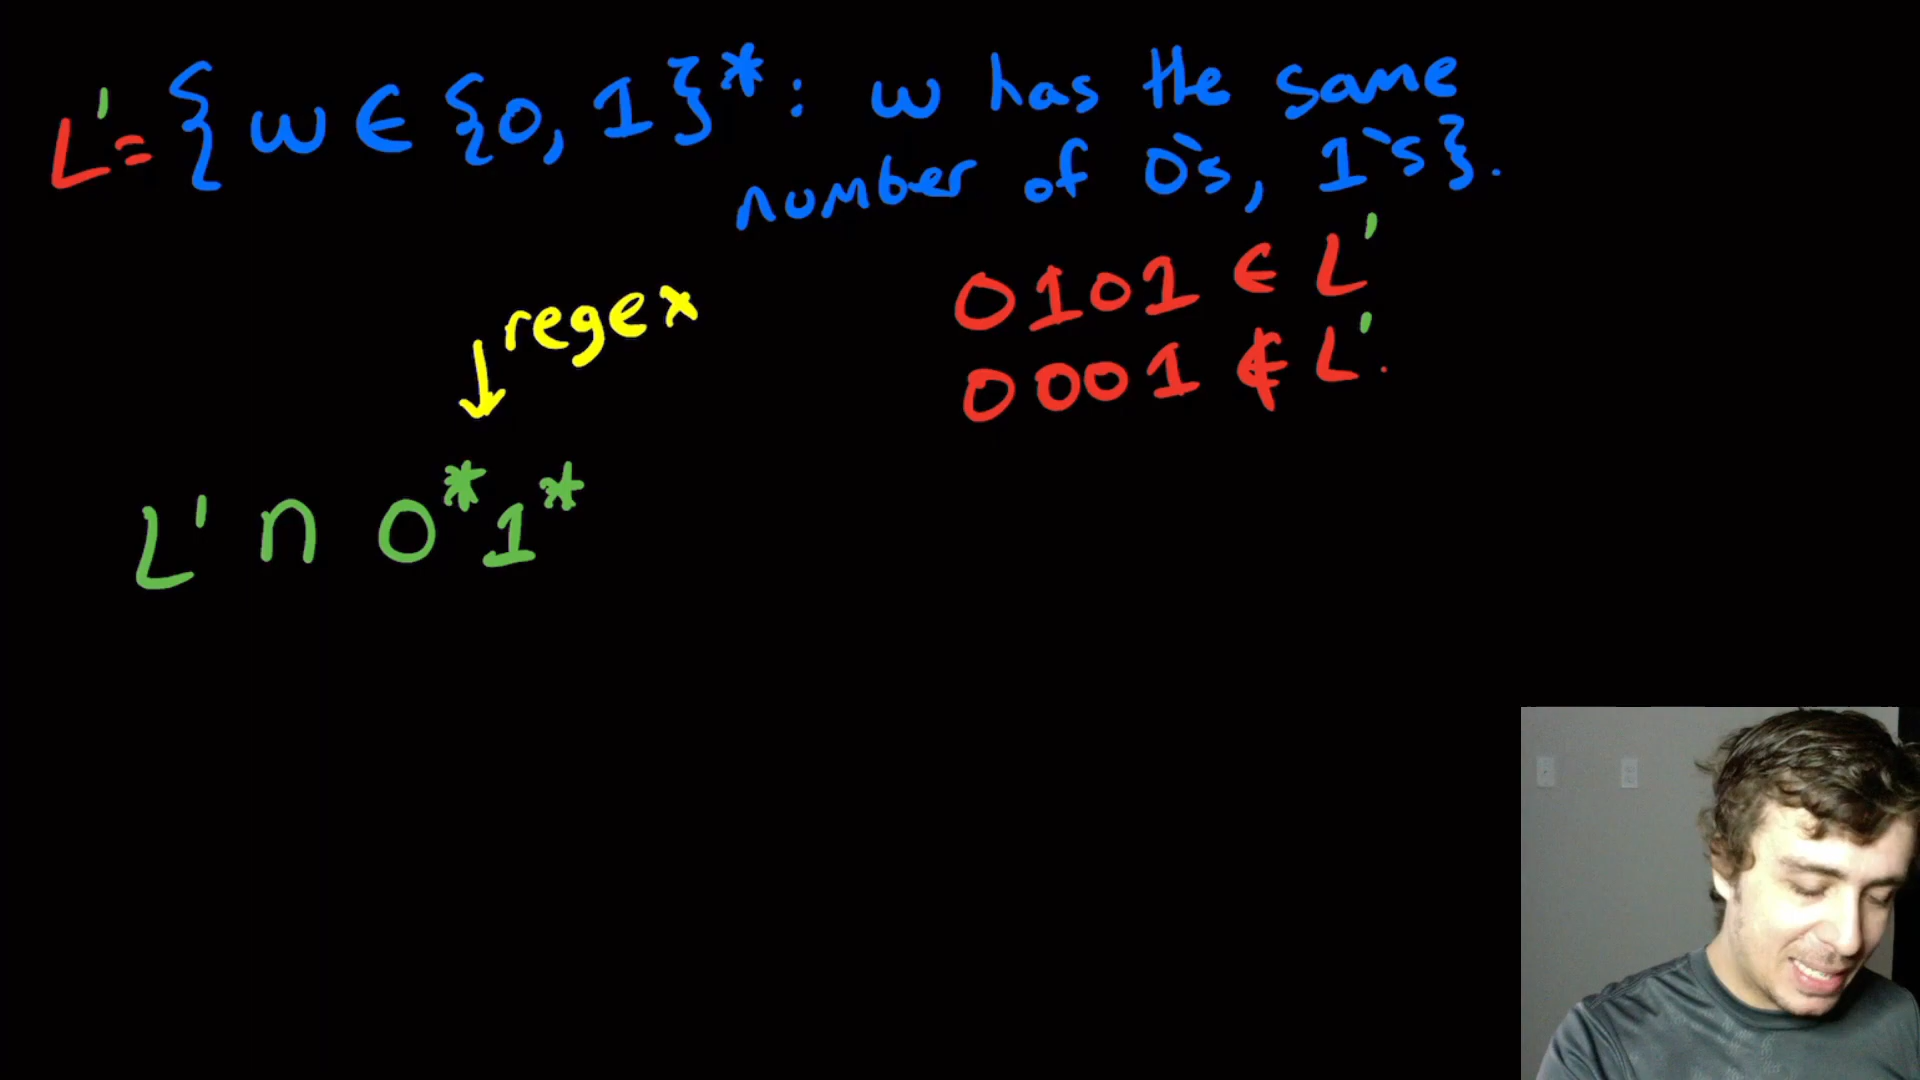 L'= {w ∈ {0, 1}*: w has the same
number of 0`s, 1`s}.
0101 ∈ L'
regex
0001 ∉ L'.
L' ∩ 0*1*